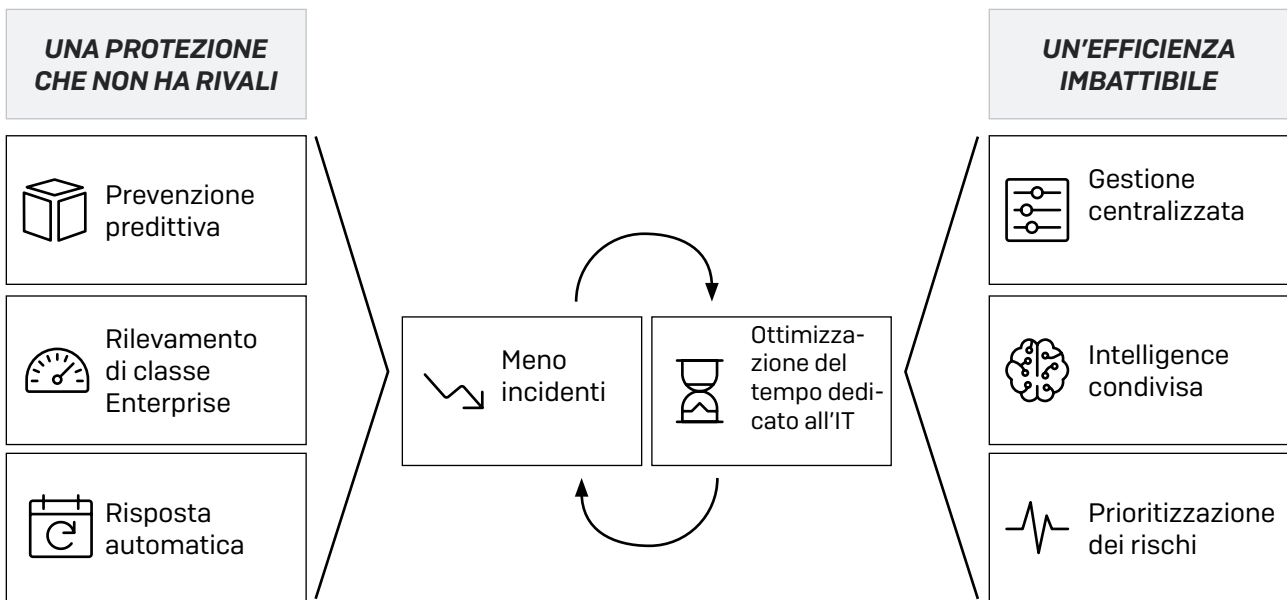 UNA PROTEZIONE
CHE NON HA RIVALI
Prevenzione
predittiva
Rilevamento
di classe
Enterprise
Risposta
automatica
Meno
incidenti
Ottimizza-
zione del
tempo dedi-
cato all’IT
UN’EFFICIENZA
IMBATTIBILE
Gestione
centralizzata
Intelligence
condivisa
Prioritizzazione
dei rischi